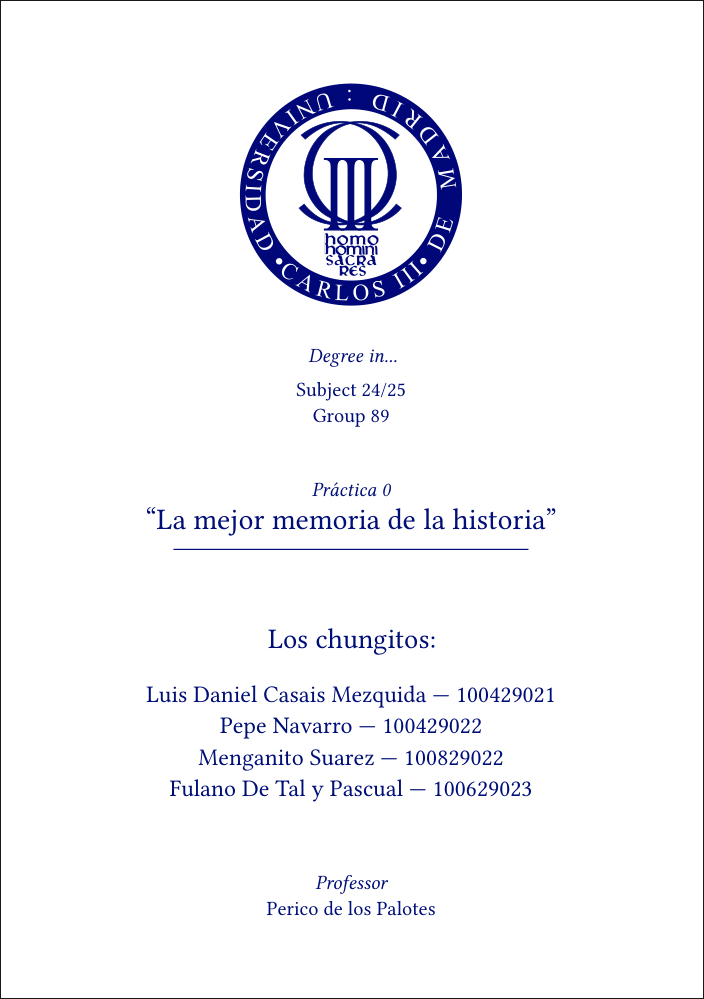 UNIVERSIDAD • CARLOS III • DE MADRID :
homo
homini
sacra
res
Degree in...
Subject 24/25
Group 89
Práctica 0
“La mejor memoria de la historia”
Los chungitos:
Luis Daniel Casais Mezquida — 100429021
Pepe Navarro — 100429022
Menganito Suarez — 100829022
Fulano De Tal y Pascual — 100629023
Professor
Perico de los Palotes